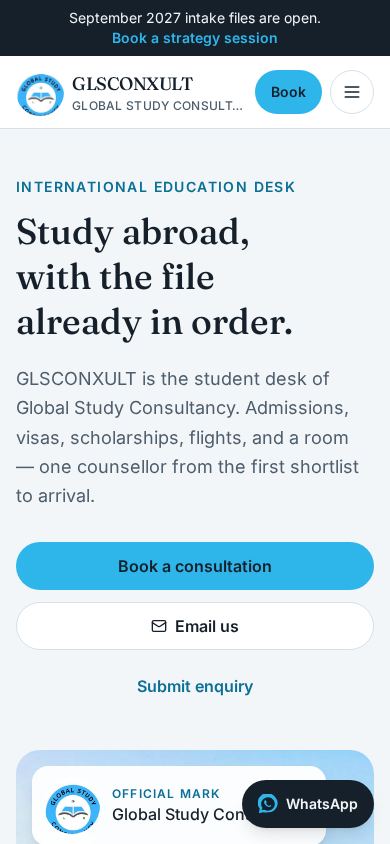 September 2027 intake files are open.
Book a strategy session
GLSCONXULT
GLOBAL STUDY CONSULT...
Book
INTERNATIONAL EDUCATION DESK
Study abroad,
with the file
already in order.
GLSCONXULT is the student desk of
Global Study Consultancy. Admissions,
visas, scholarships, flights, and a room
— one counsellor from the first shortlist
to arrival.
Book a consultation
Email us
Submit enquiry
GLOBAL STUDY
OFFICIAL MARK
Global Study Con
WhatsApp